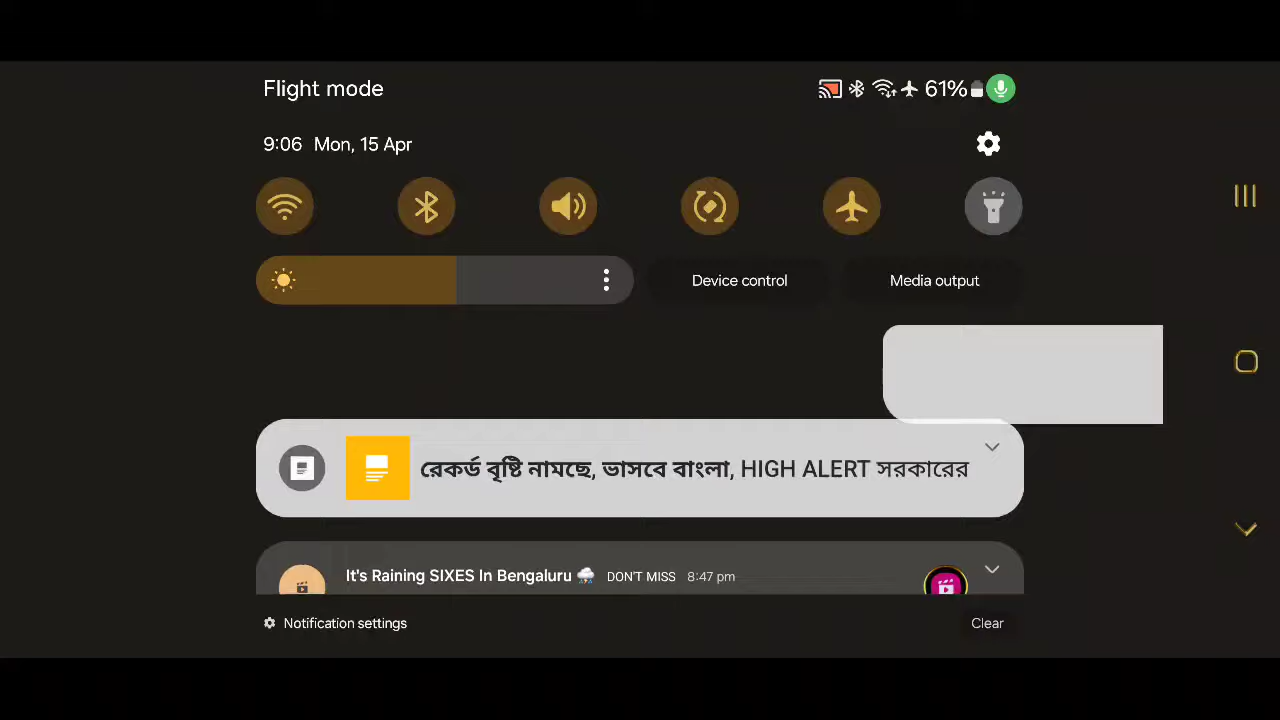 Flight mode
61%
9:06 Mon, 15 Apr
Device control
Media output
রেকর্ড বৃষ্টি নামছে, ভাসবে বাংলা, HIGH ALERT সরকারের
It's Raining SIXES In Bengaluru ⛈️ DON'T MISS 8:47 pm
Notification settings
Clear